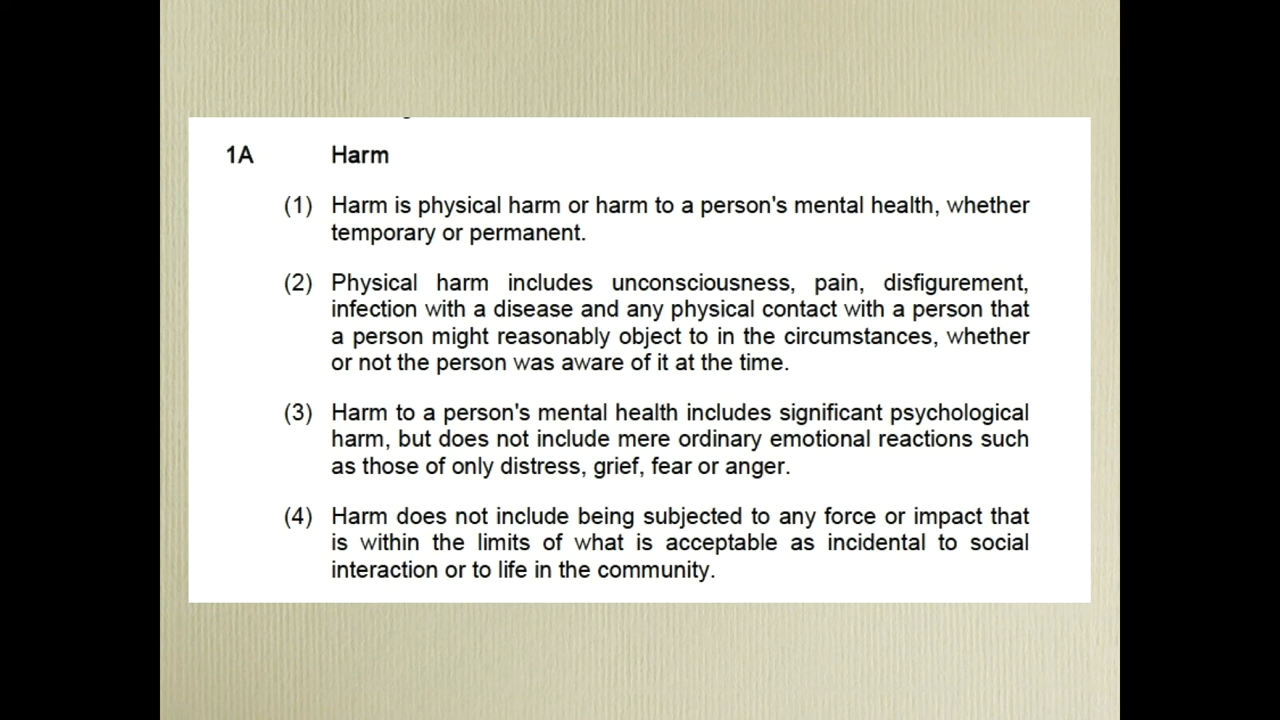 1A Harm
(1) Harm is physical harm or harm to a person's mental health, whether
temporary or permanent.
(2) Physical harm includes unconsciousness, pain, disfigurement,
infection with a disease and any physical contact with a person that
a person might reasonably object to in the circumstances, whether
or not the person was aware of it at the time.
(3) Harm to a person's mental health includes significant psychological
harm, but does not include mere ordinary emotional reactions such
as those of only distress, grief, fear or anger.
(4) Harm does not include being subjected to any force or impact that
is within the limits of what is acceptable as incidental to social
interaction or to life in the community.